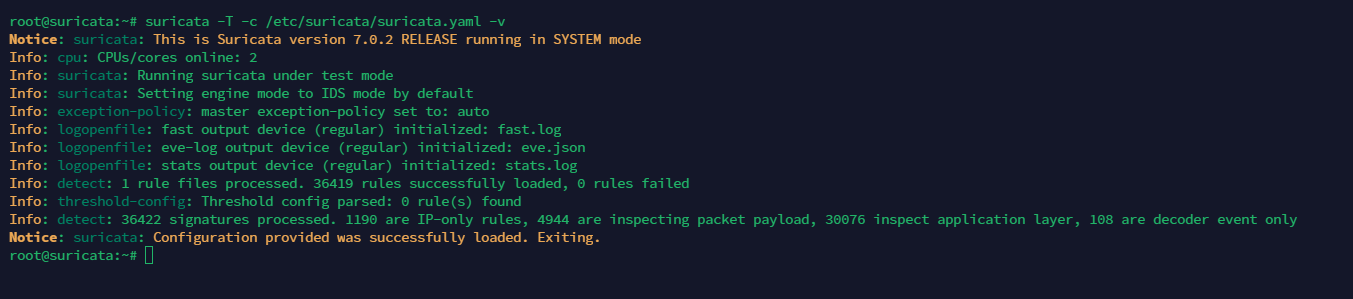 root@suricata:~# suricata -T -c /etc/suricata/suricata.yaml -v
Notice: suricata: This is Suricata version 7.0.2 RELEASE running in SYSTEM mode
Info: cpu: CPUs/cores online: 2
Info: suricata: Running suricata under test mode
Info: suricata: Setting engine mode to IDS mode by default
Info: exception-policy: master exception-policy set to: auto
Info: logopenfile: fast output device (regular) initialized: fast.log
Info: logopenfile: eve-log output device (regular) initialized: eve.json
Info: logopenfile: stats output device (regular) initialized: stats.log
Info: detect: 1 rule files processed. 36419 rules successfully loaded, 0 rules failed
Info: threshold-config: Threshold config parsed: 0 rule(s) found
Info: detect: 36422 signatures processed. 1190 are IP-only rules, 4944 are inspecting packet payload, 30076 inspect application layer, 108 are decoder event only
Notice: suricata: Configuration provided was successfully loaded. Exiting.
root@suricata:~#